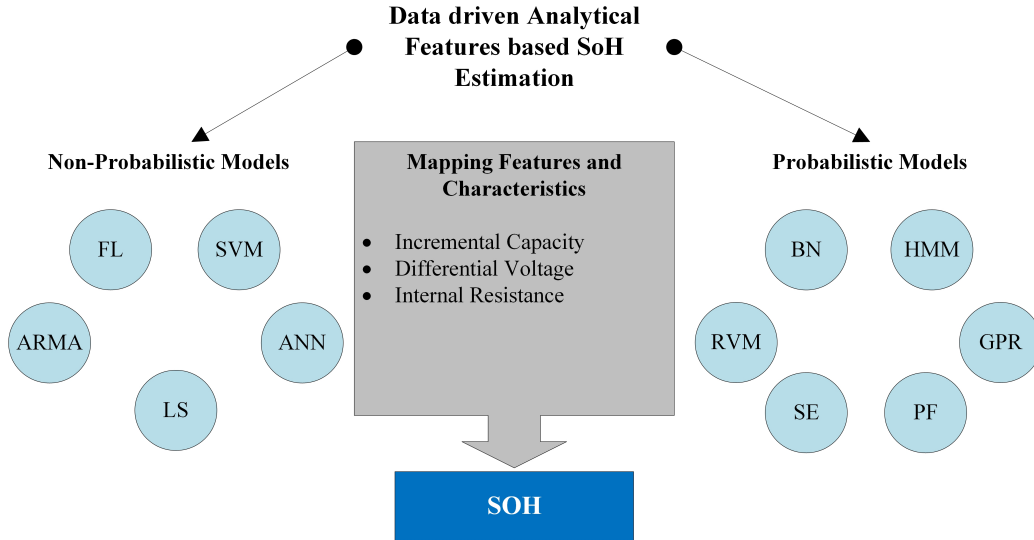 Data driven Analytical
Features based SoH
Estimation
Non-Probabilistic Models
FL
SVM
ARMA
ANN
LS
Mapping Features and
Characteristics
• Incremental Capacity
• Differential Voltage
• Internal Resistance
SOH
Probabilistic Models
BN
HMM
RVM
GPR
SE
PF